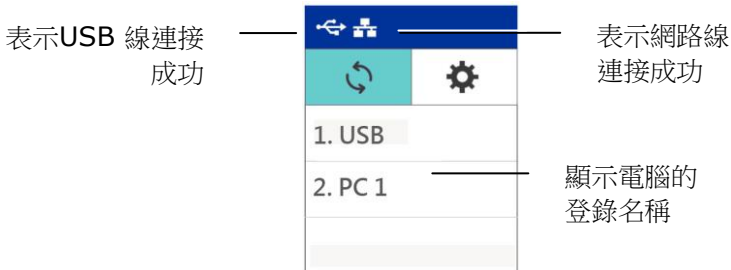 表示USB 線連接
成功
表示網路線
連接成功
1. USB
2. PC 1
顯示電腦的
登錄名稱